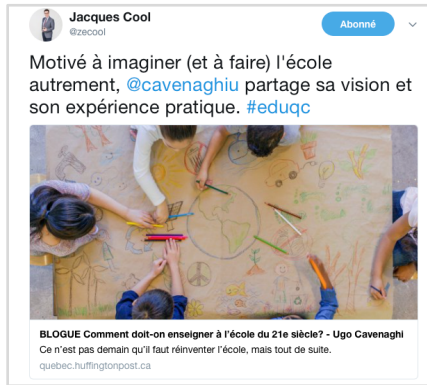 Jacques Cool
@zecool
Abonné
Motivé à imaginer (et à faire) l'école
autrement, @cavenaghiu partage sa vision et
son expérience pratique. #eduqc
BLOGUE Comment doit-on enseigner à l'école du 21e siècle? - Ugo Cavenaghi
Ce n'est pas demain qu'il faut réinventer l'école, mais tout de suite.
quebec.huffingtonpost.ca